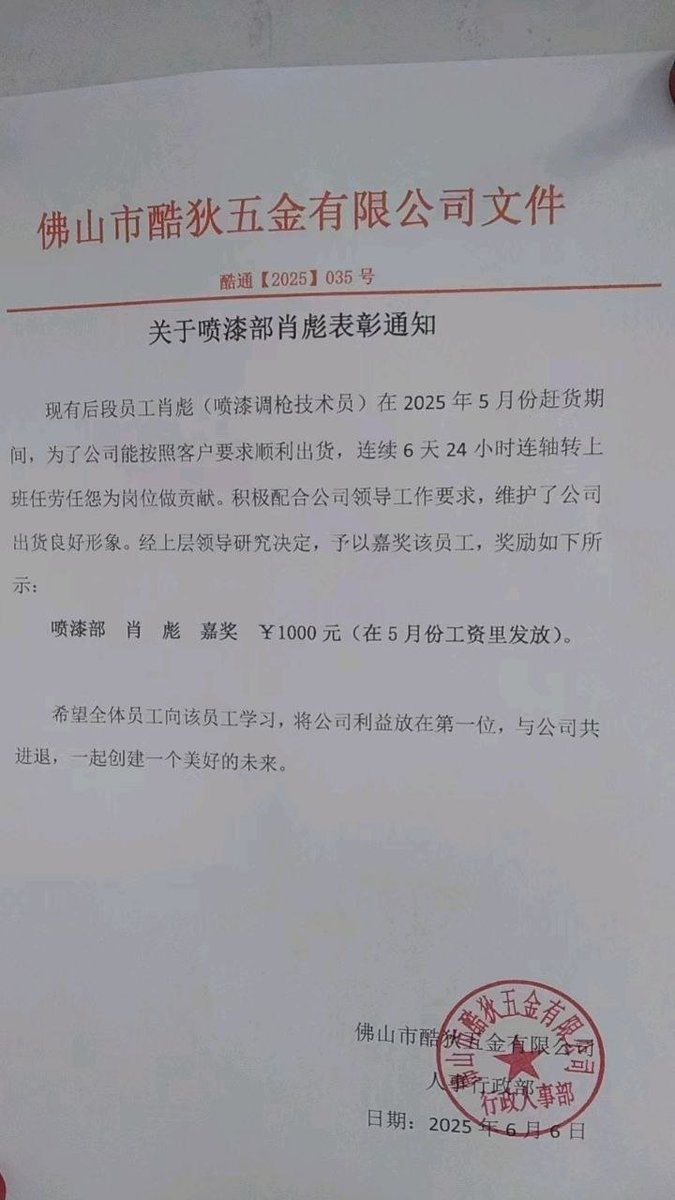 佛山市酷狄五金有限公司文件
酷通【2025】035 号
关于喷漆部肖彪表彰通知
现有后段员工肖彪（喷漆调枪技术员）在 2025 年 5 月份赶货期
间，为了公司能按照客户要求顺利出货，连续 6 天 24 小时连轴转上
班任劳任怨为岗位做贡献。积极配合公司领导工作要求，维护了公司
出货良好形象。经上层领导研究决定，予以嘉奖该员工，奖励如下所
示：
喷漆部 肖 彪 嘉奖 ￥1000 元（在 5 月份工资里发放）。
希望全体员工向该员工学习，将公司利益放在第一位，与公司共
进退，一起创建一个美好的未来。
佛山市酷狄五金有限公司
人事行政部
日期：2025 年 6 月 6 日
佛山市酷狄五金有限公司
行政人事部